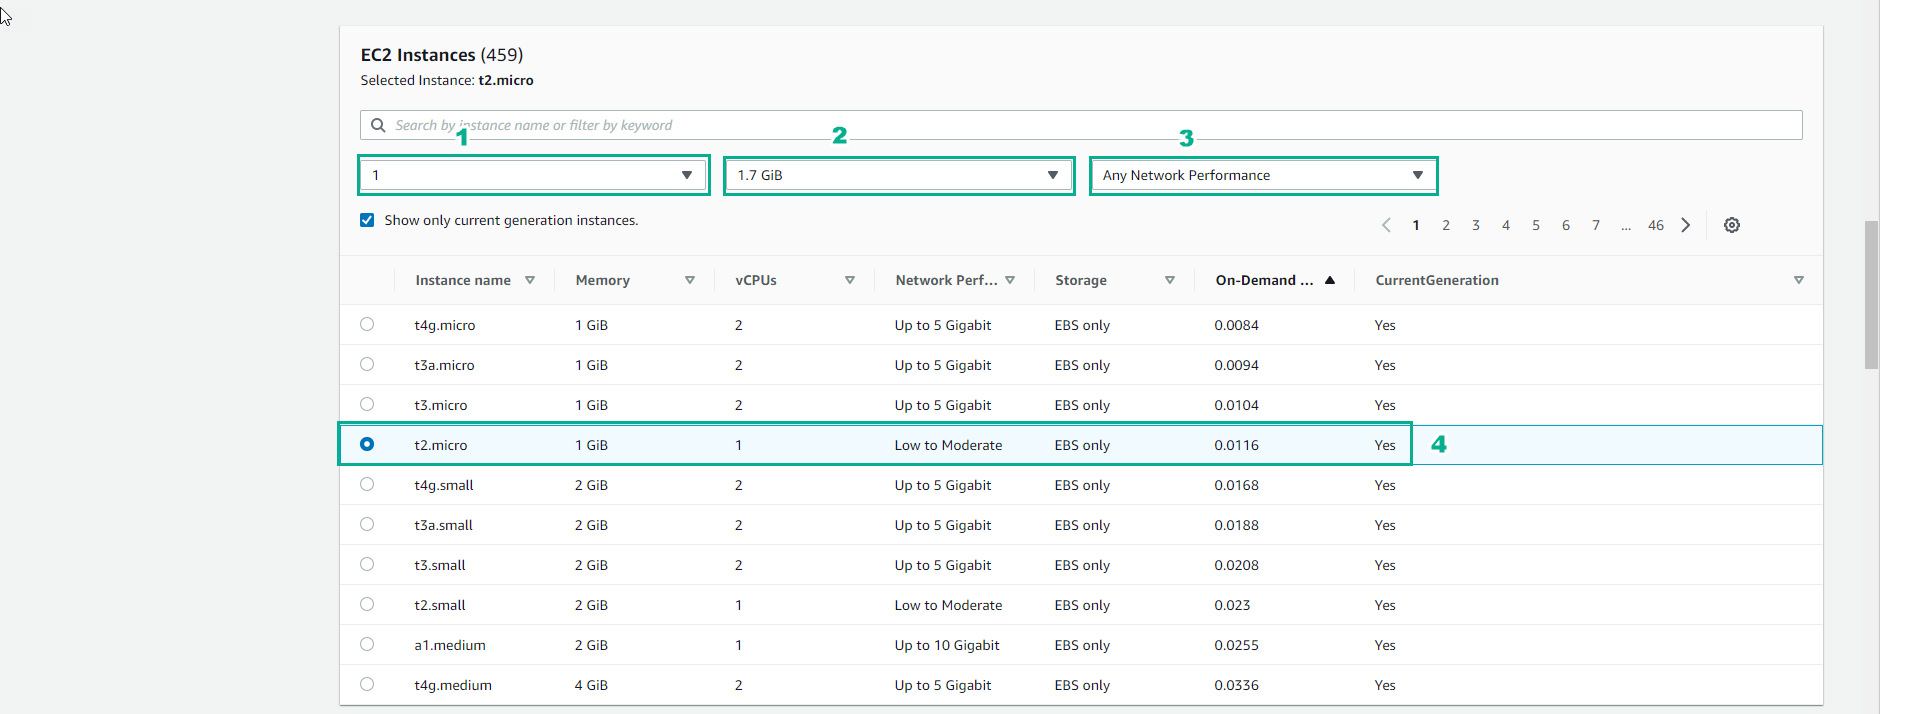 EC2 Instances (459)
Selected Instance: t2.micro
Search by instance name or filter by keyword
1 2 3
1 1.7 GiB Any Network Performance
Show only current generation instances.
1 2 3 4 5 6 7 ... 46
Instance name Memory vCPUs Network Perf... Storage On-Demand ... CurrentGeneration
t4g.micro 1 GiB 2 Up to 5 Gigabit EBS only 0.0084 Yes
t3a.micro 1 GiB 2 Up to 5 Gigabit EBS only 0.0094 Yes
t3.micro 1 GiB 2 Up to 5 Gigabit EBS only 0.0104 Yes
t2.micro 1 GiB 1 Low to Moderate EBS only 0.0116 Yes 4
t4g.small 2 GiB 2 Up to 5 Gigabit EBS only 0.0168 Yes
t3a.small 2 GiB 2 Up to 5 Gigabit EBS only 0.0188 Yes
t3.small 2 GiB 2 Up to 5 Gigabit EBS only 0.0208 Yes
t2.small 2 GiB 1 Low to Moderate EBS only 0.023 Yes
a1.medium 2 GiB 1 Up to 10 Gigabit EBS only 0.0255 Yes
t4g.medium 4 GiB 2 Up to 5 Gigabit EBS only 0.0336 Yes